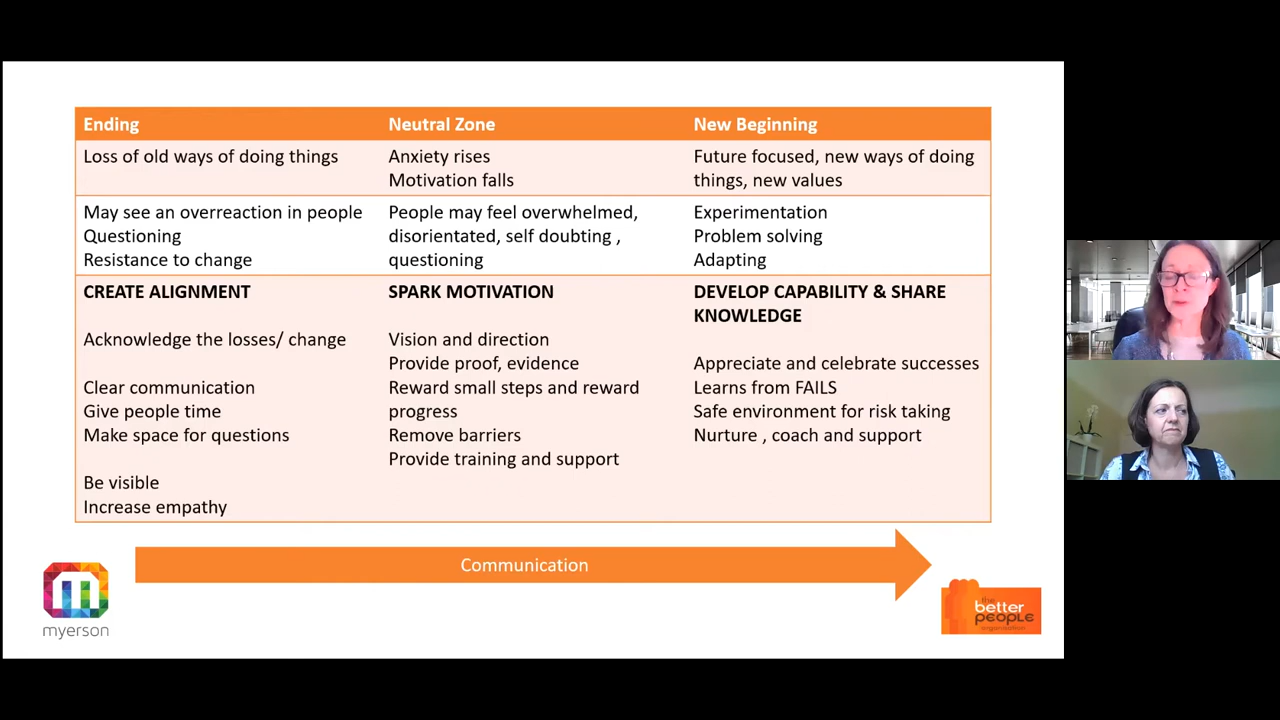 Ending
Neutral Zone
New Beginning
Loss of old ways of doing things
Anxiety rises
Motivation falls
Future focused, new ways of doing
things, new values
May see an overreaction in people
Questioning
Resistance to change
People may feel overwhelmed,
disorientated, self doubting ,
questioning
Experimentation
Problem solving
Adapting
CREATE ALIGNMENT
Acknowledge the losses/ change
Clear communication
Give people time
Make space for questions
Be visible
Increase empathy
SPARK MOTIVATION
Vision and direction
Provide proof, evidence
Reward small steps and reward
progress
Remove barriers
Provide training and support
DEVELOP CAPABILITY & SHARE
KNOWLEDGE
Appreciate and celebrate successes
Learns from FAILS
Safe environment for risk taking
Nurture , coach and support
Communication
myerson
the
better
people
organisation